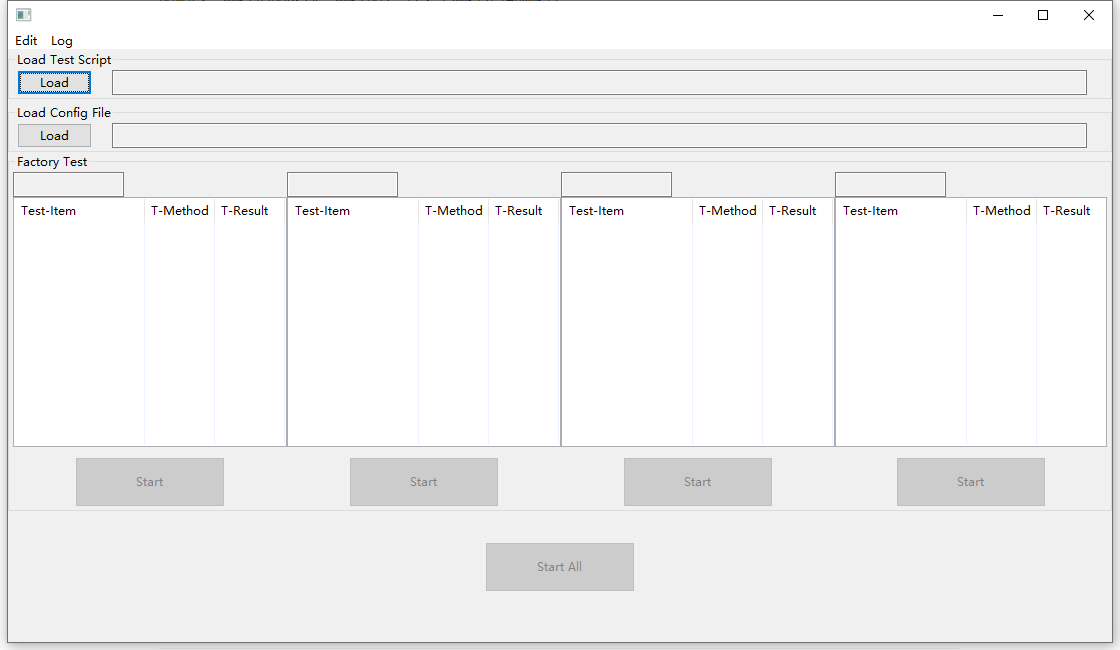 Edit Log
Load Test Script
Load
Load Config File
Load
Factory Test
Test-Item T-Method T-Result Test-Item T-Method T-Result Test-Item T-Method T-Result Test-Item T-Method T-Result
Start Start Start Start
Start All